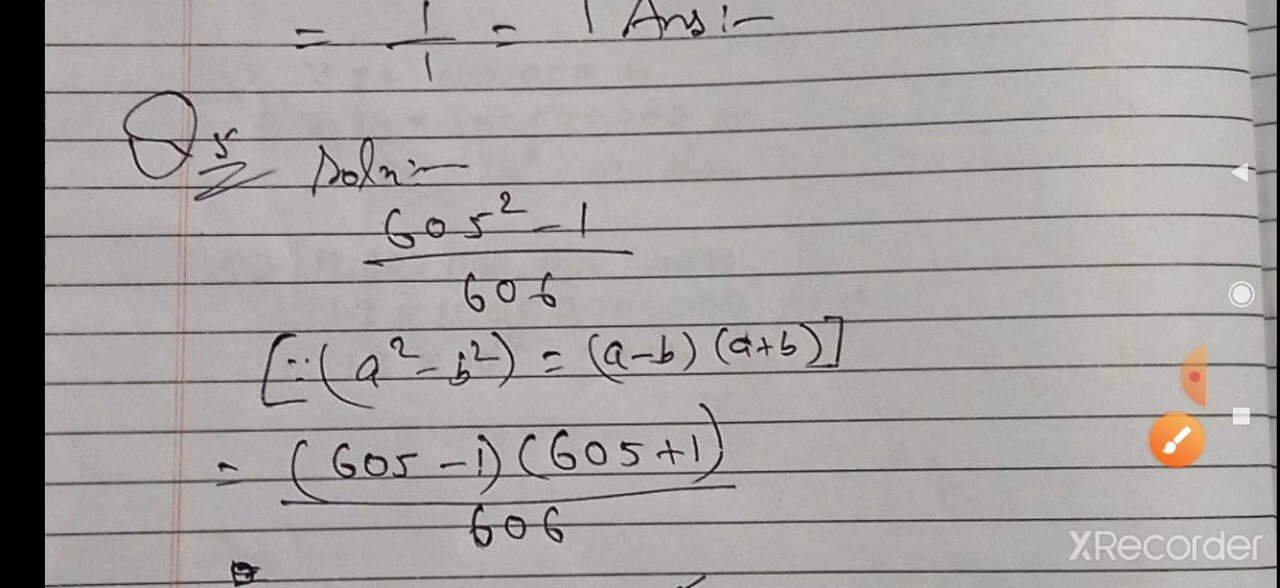 = 1/1 = 1 Ans:-
Q5 Soln:-
605² - 1
606
[∵ (a² - b²) = (a-b) (a+b)]
= (605 - 1) (605 + 1)
606
XRecorder